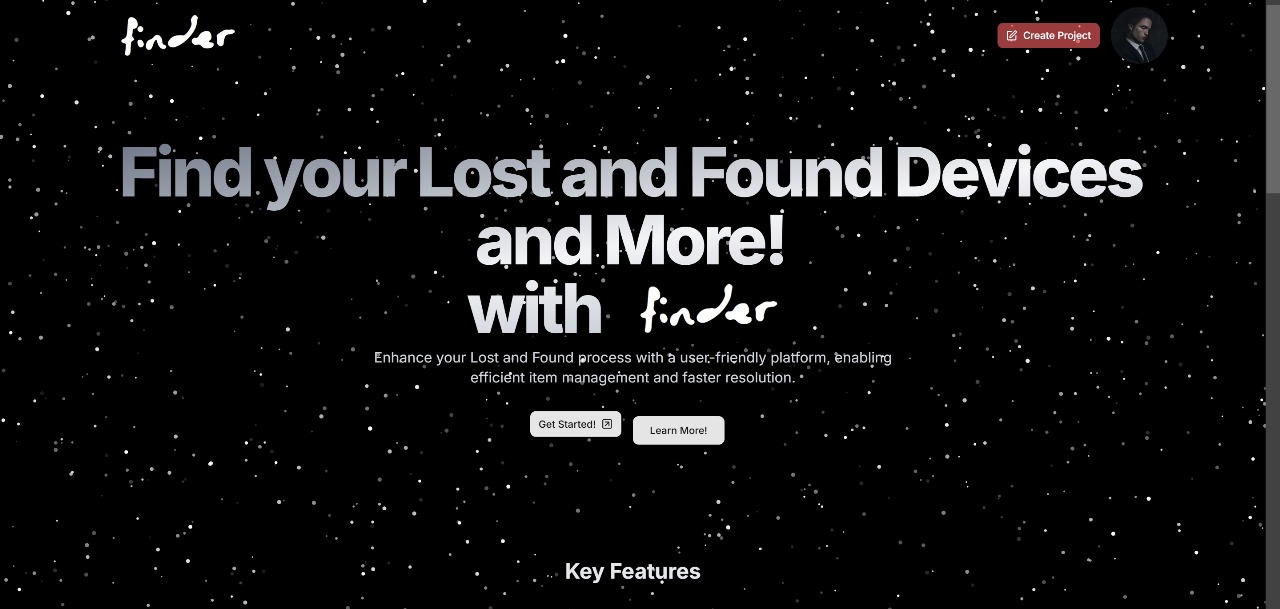 finder
Create Project
Find your Lost and Found Devices
and More!
with finder
Enhance your Lost and Found process with a user-friendly platform, enabling
efficient item management and faster resolution.
Get Started!
Learn More!
Key Features